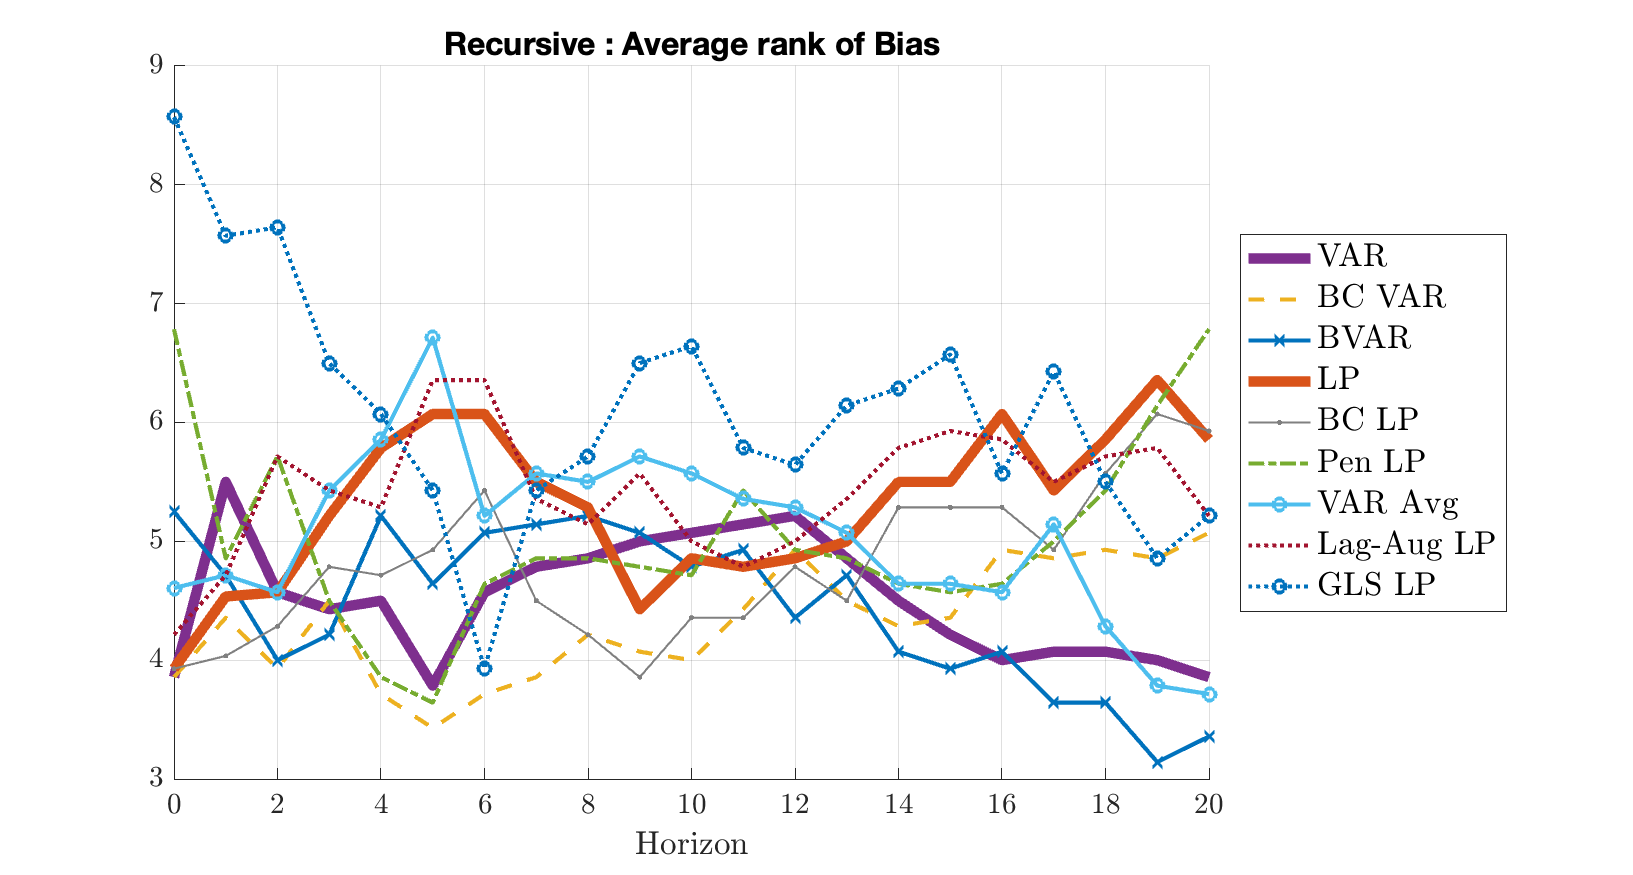 Recursive : Average rank of Bias
9
8
7
6
5
4
3
0 2 4 6 8 10 12 14 16 18 20
Horizon
VAR
BC VAR
BVAR
LP
BC LP
Pen LP
VAR Avg
Lag-Aug LP
GLS LP